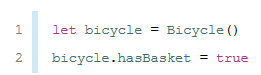 1 let bicycle = Bicycle()
2 bicycle.hasBasket = true